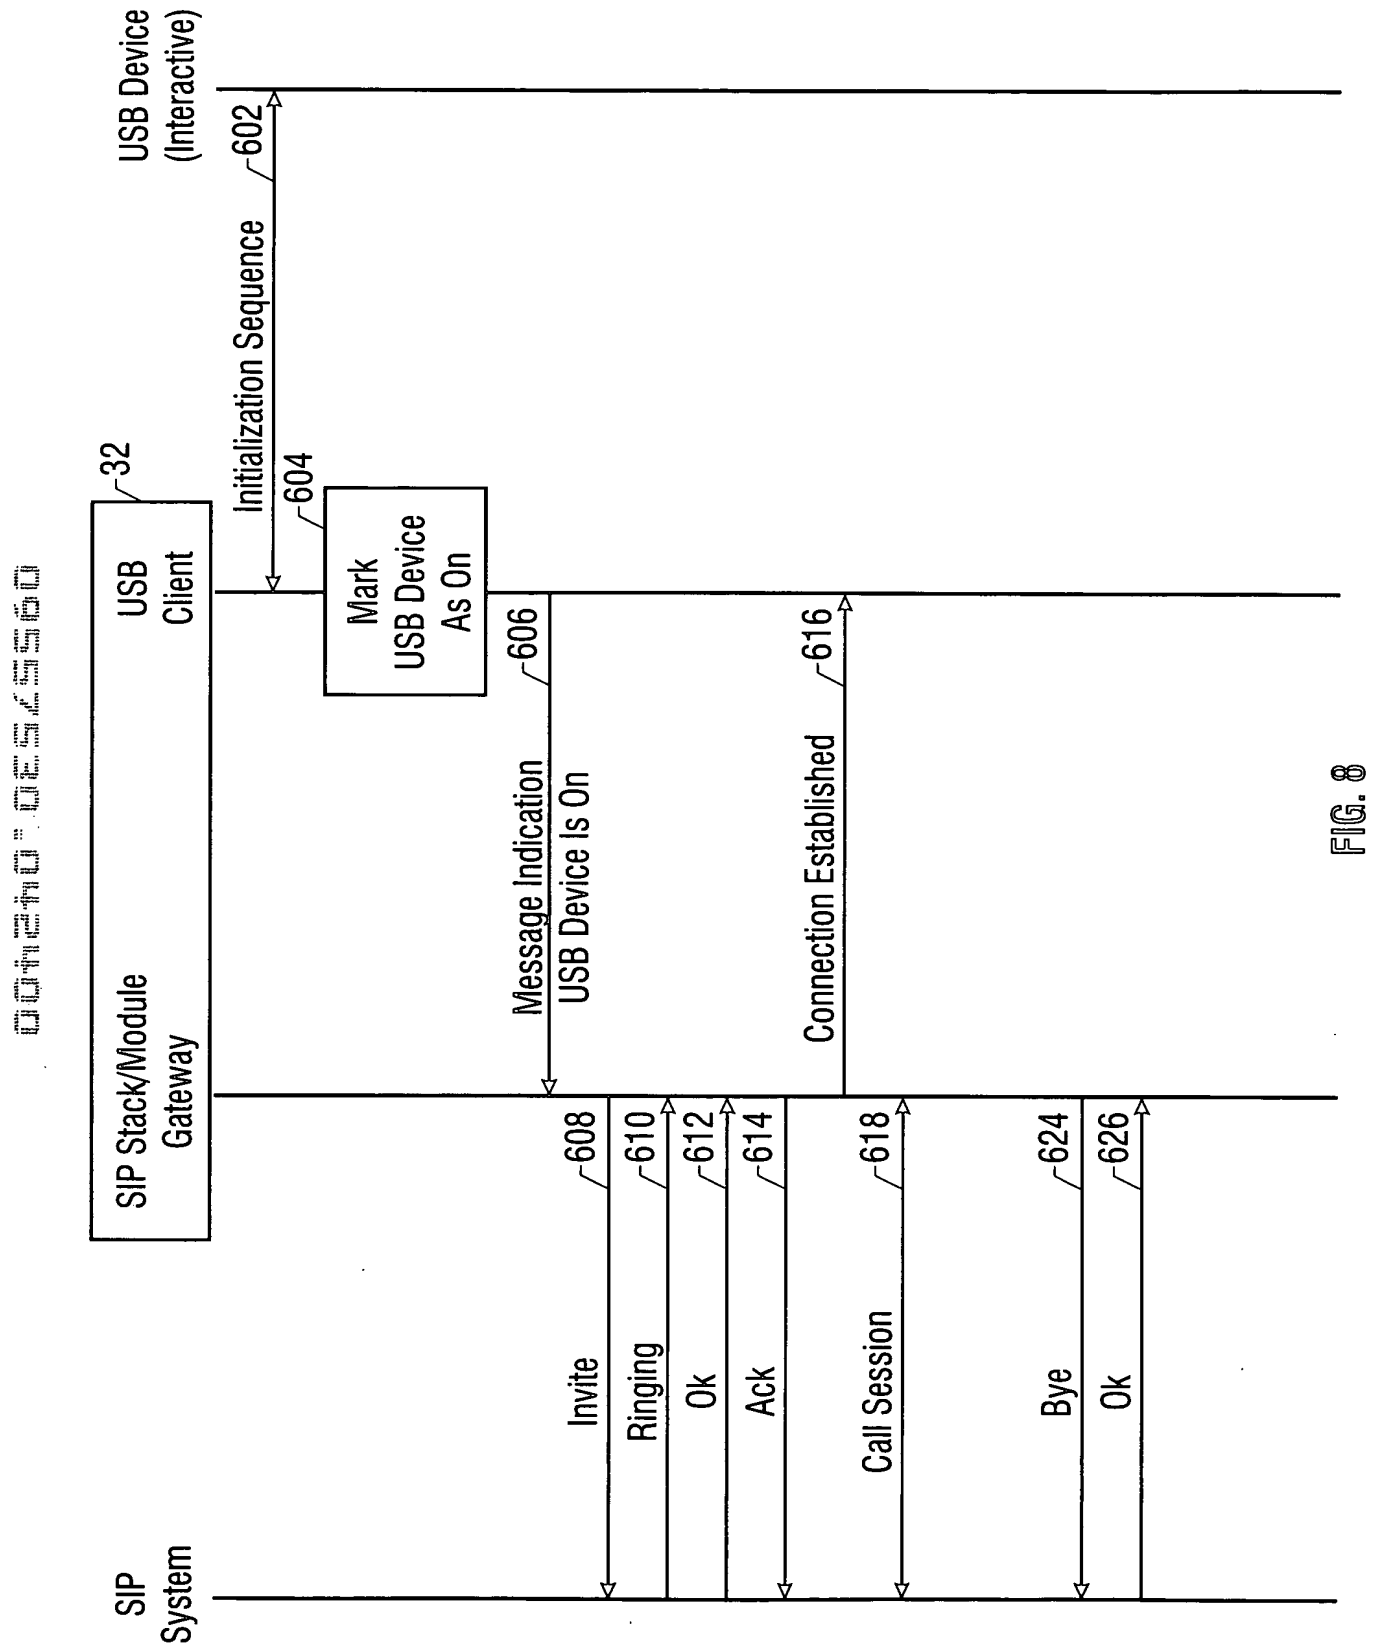 SIP
System
32
SIP Stack/Module
Gateway
USB
Client
USB Device
(Interactive)
Initialization Sequence
602
604
Mark
USB Device
As On
606
Message Indication
USB Device Is On
Invite
608
Ringing
610
Ok
612
Ack
614
Connection Established
616
Call Session
618
Bye
624
Ok
626
FIG. 8